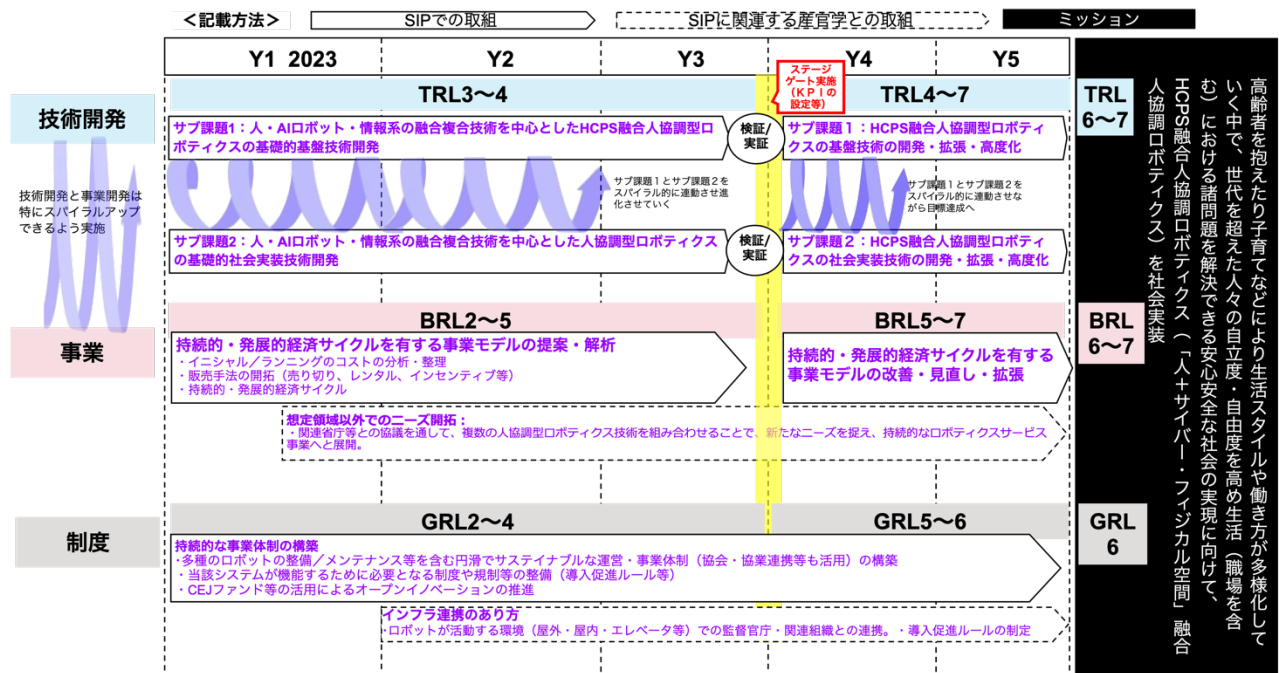 ＜記載方法＞
SIPでの取組
SIPに関連する産官学との取組
ミッション
Y1 2023
Y2
Y3
Y4
Y5
ステージ
ゲート実施
（ＫＰＩの
設定等）
技術開発
TRL3〜4
TRL4〜7
TRL
6〜7
サブ課題1：人・AIロボット・情報系の融合複合技術を中心としたHCPS融合人協調型ロ
ボティクスの基礎的基盤技術開発
検証/
実証
サブ課題１：HCPS融合人協調型ロボティ
クスの基盤技術の開発・拡張・高度化
技術開発と事業開発は
特にスパイラルアップ
できるよう実施
サブ課題１とサブ課題２を
スパイラル的に連動させ進
化させていく
サブ課題１とサブ課題２を
スパイラル的に連動させな
がら目標達成へ
サブ課題2：人・AIロボット・情報系の融合複合技術を中心とした人協調型ロボティクス
の基礎的社会実装技術開発
検証/
実証
サブ課題２：HCPS融合人協調型ロボティ
クスの社会実装技術の開発・拡張・高度化
事業
BRL2〜5
BRL5〜7
BRL
6〜7
持続的・発展的経済サイクルを有する事業モデルの提案・解析
・イニシャル／ランニングのコストの分析・整理
・販売手法の開拓（売り切り、レンタル、インセンティブ等）
・持続的・発展的経済サイクル
持続的・発展的経済サイクルを有する
事業モデルの改善・見直し・拡張
想定領域以外でのニーズ開拓：
・関連省庁等との協議を通して、複数の人協調型ロボティクス技術を組み合わせることで、新たなニーズを捉え、持続的なロボティクスサービス
事業へと展開。
制度
GRL2〜4
GRL5〜6
GRL
6
持続的な事業体制の構築
・多種のロボットの整備／メンテナンス等を含む円滑でサステイナブルな運営・事業体制（協会・協業連携等も活用）の構築
・当該システムが機能するために必要となる制度や規制等の整備（導入促進ルール等）
・CEJファンド等の活用によるオープンイノベーションの推進
インフラ連携のあり方
・ロボットが活動する環境（屋外・屋内・エレベータ等）での監督官庁・関連組織との連携。・導入促進ルールの制定
高齢者を抱えたり子育てなどにより生活スタイルや働き方が多様化して
いく中で、世代を超えた人々の自立度・自由度を高め生活（職場を含
む）における諸問題を解決できる安心安全な社会の実現に向けて、
HCPS融合人協調ロボティクス（「人＋サイバー・フィジカル空間」融合
人協調ロボティクス）を社会実装